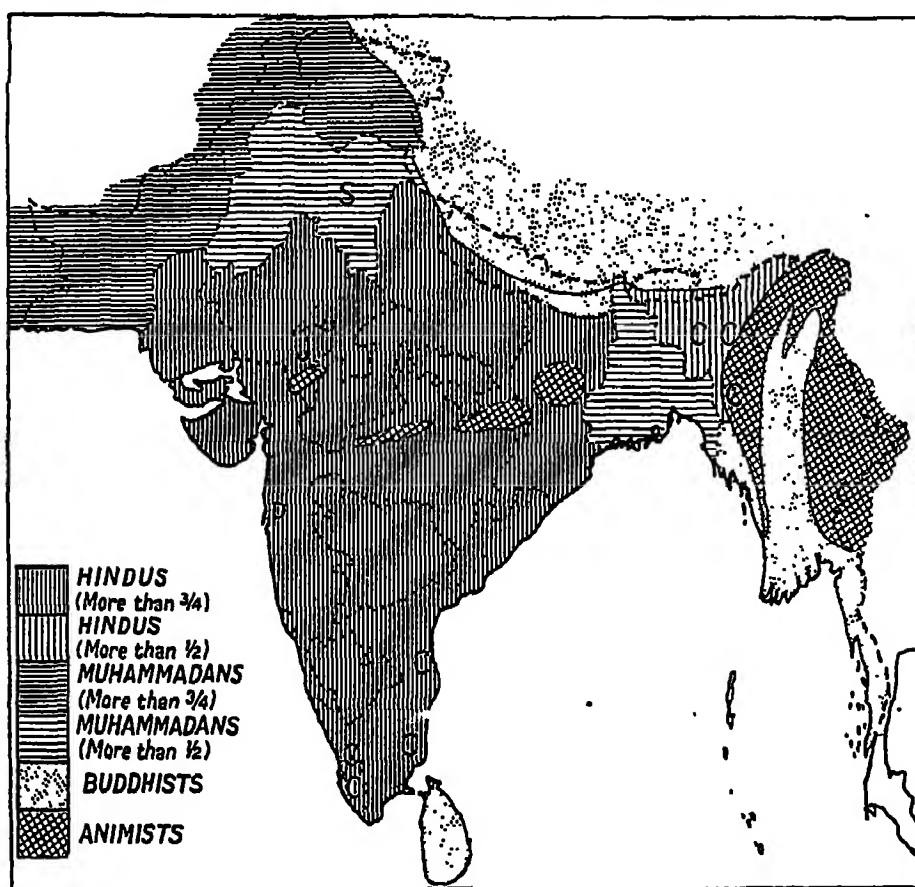 S
C C
C
P
C
C
C
C
C
HINDUS
(More than ¾)
HINDUS
(More than ½)
MUHAMMADANS
(More than ¾)
MUHAMMADANS
(More than ½)
BUDDHISTS
ANIMISTS